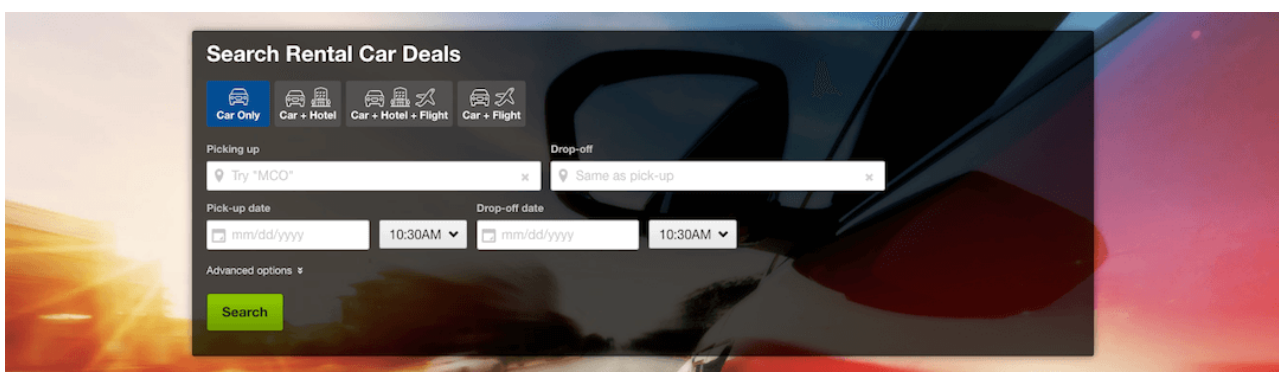 Search Rental Car Deals
Car Only Car + Hotel Car + Hotel + Flight Car + Flight
Picking up Drop-off
Try "MCO" × Same as pick-up ×
Pick-up date Drop-off date
mm/dd/yyyy 10:30AM mm/dd/yyyy 10:30AM
Advanced options
Search